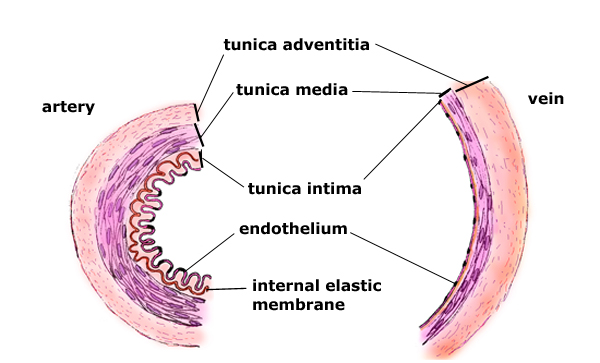 tunica adventitia
tunica media
artery
vein
tunica intima
endothelium
internal elastic
membrane